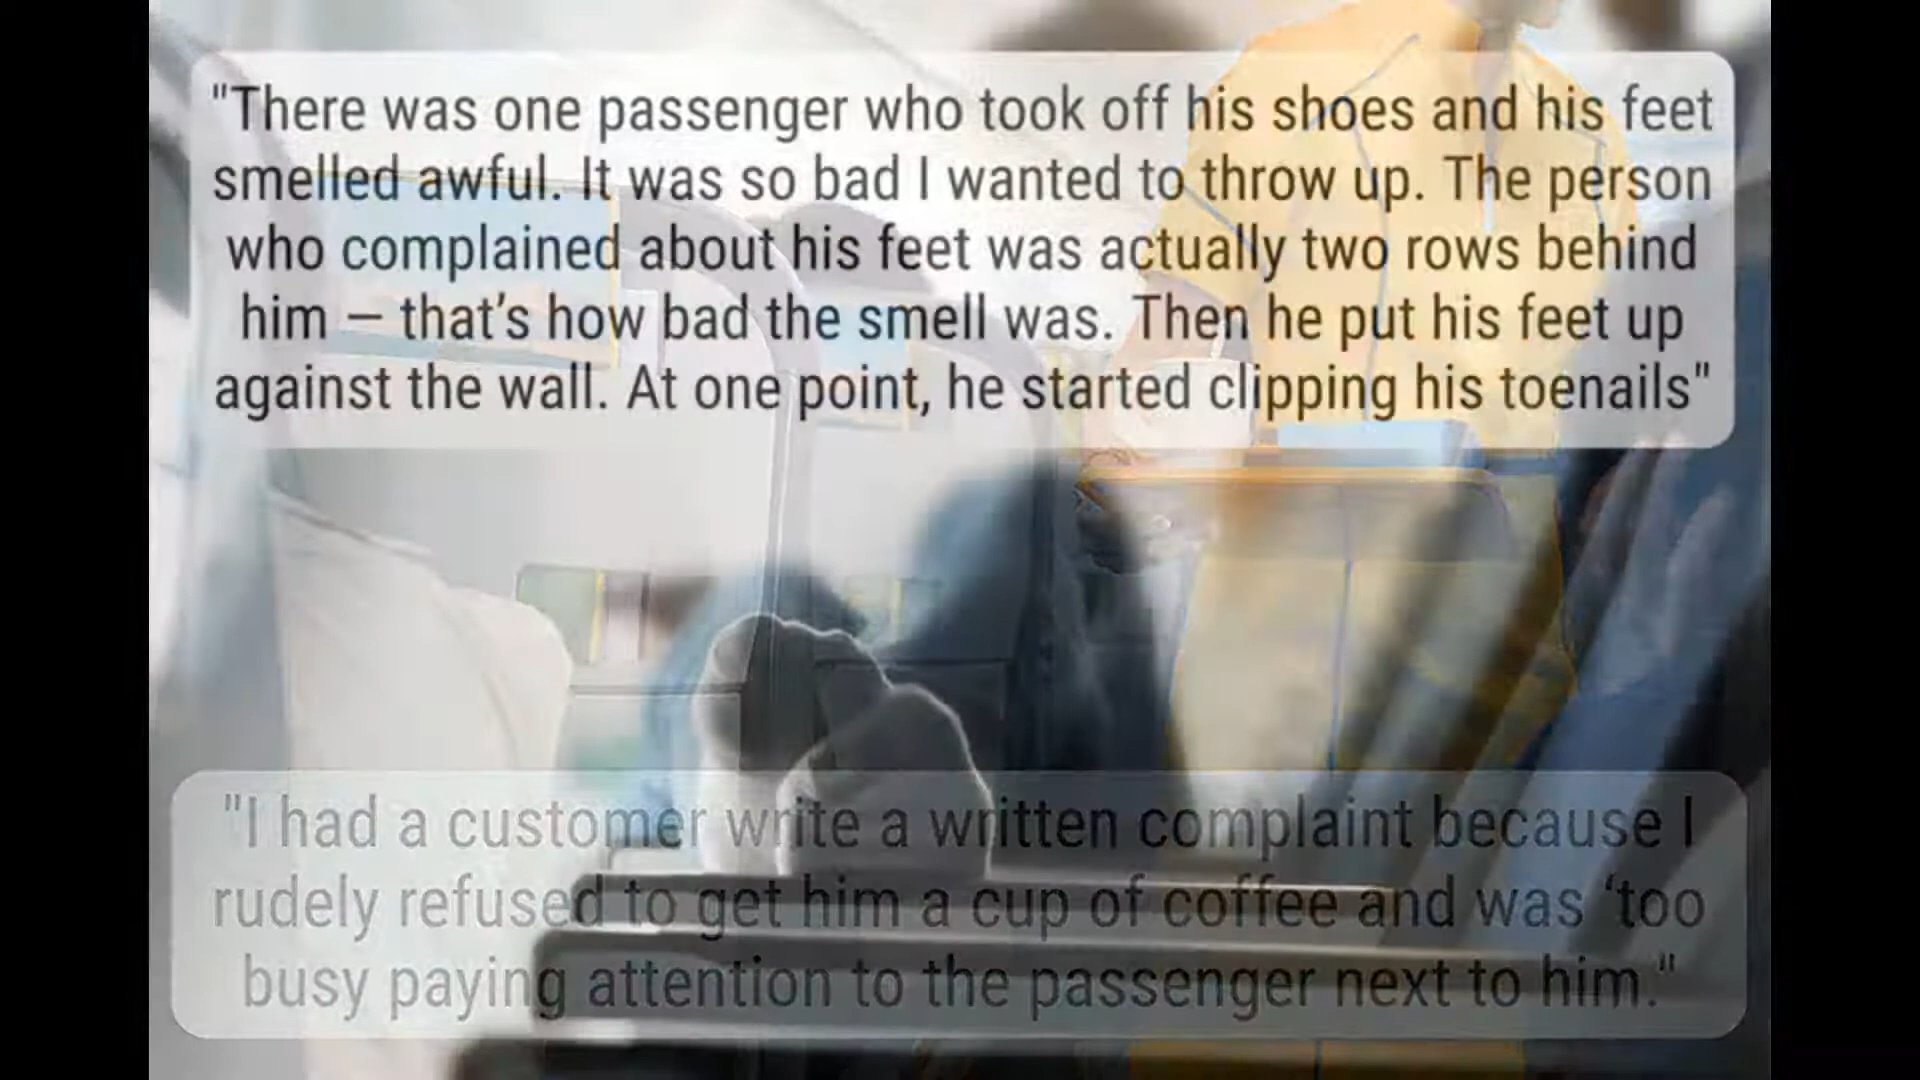 "There was one passenger who took off his shoes and his feet
smelled awful. It was so bad I wanted to throw up. The person
who complained about his feet was actually two rows behind
him — that’s how bad the smell was. Then he put his feet up
against the wall. At one point, he started clipping his toenails"
"I had a customer write a written complaint because I
rudely refused to get him a cup of coffee and was ‘too
busy paying attention to the passenger next to him."